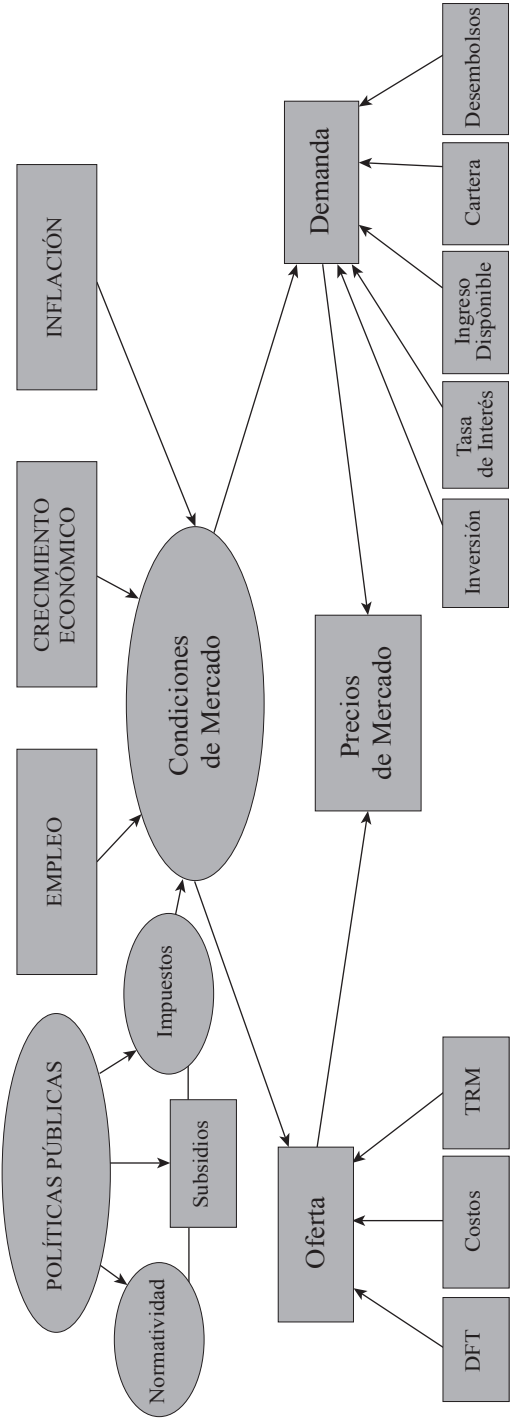 POLÍTICAS PÚBLICAS
EMPLEO
CRECIMIENTO
ECONÓMICO
INFLACIÓN
Normatividad
Subsidios
Impuestos
Condiciones
de Mercado
Oferta
Precios
de Mercado
Demanda
DFT
Costos
TRM
Inversión
Tasa
de Interés
Ingreso
Dispònible
Cartera
Desembolsos